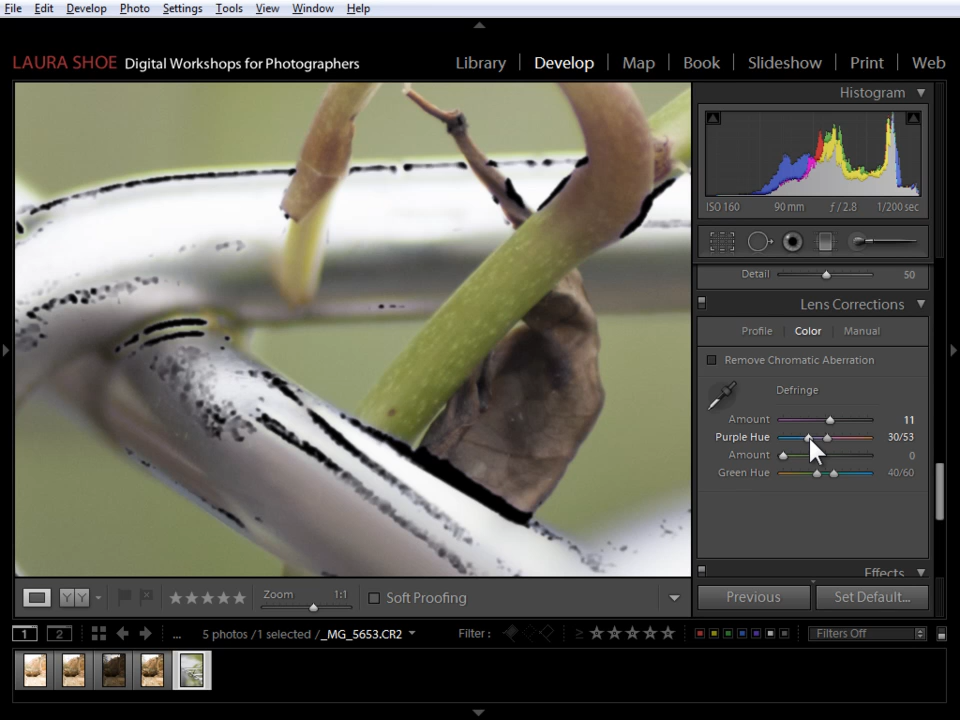 File Edit Develop Photo Settings Tools View Window Help
LAURA SHOE Digital Workshops for Photographers
Library Develop Map Book Slideshow Print Web
Histogram
ISO 160 90 mm ƒ / 2.8 1/200 sec
Detail 50
Lens Corrections
Profile Color Manual
Remove Chromatic Aberration
Defringe
Amount 11
Purple Hue 30/53
Amount 0
Green Hue 40/60
Effects
Zoom 1:1
Soft Proofing
Previous Set Default...
YY
1 2 ... 5 photos /1 selected /_MG_5653.CR2 Filter : Filters Off